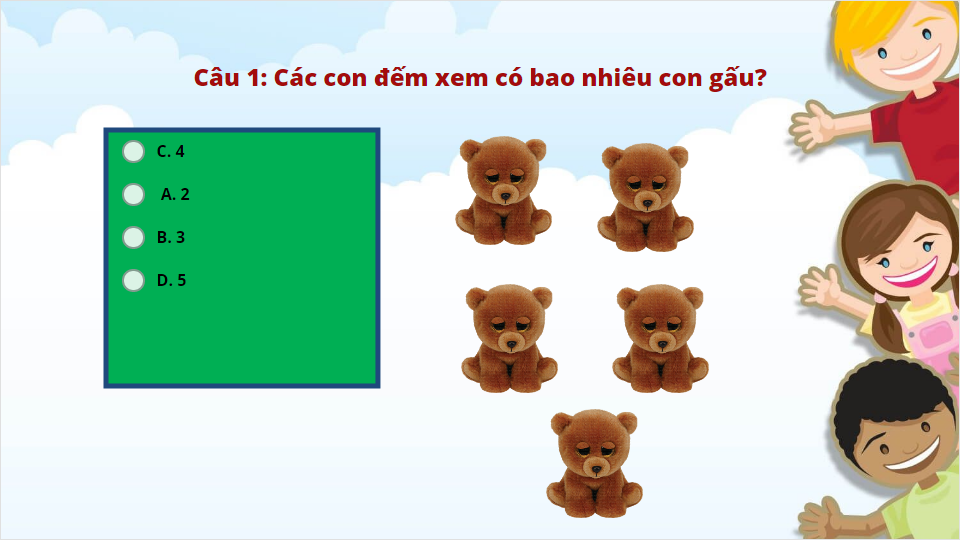 Câu 1: Các con đếm xem có bao nhiêu con gấu?
C. 4
A. 2
B. 3
D. 5